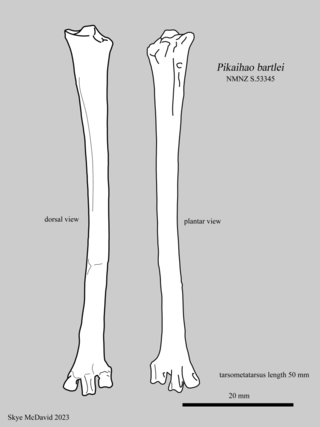 Pikaihao bartlei
NMNZ S.53345
dorsal view
plantar view
tarsometatarsus length 50 mm
20 mm
Skye McDavid 2023